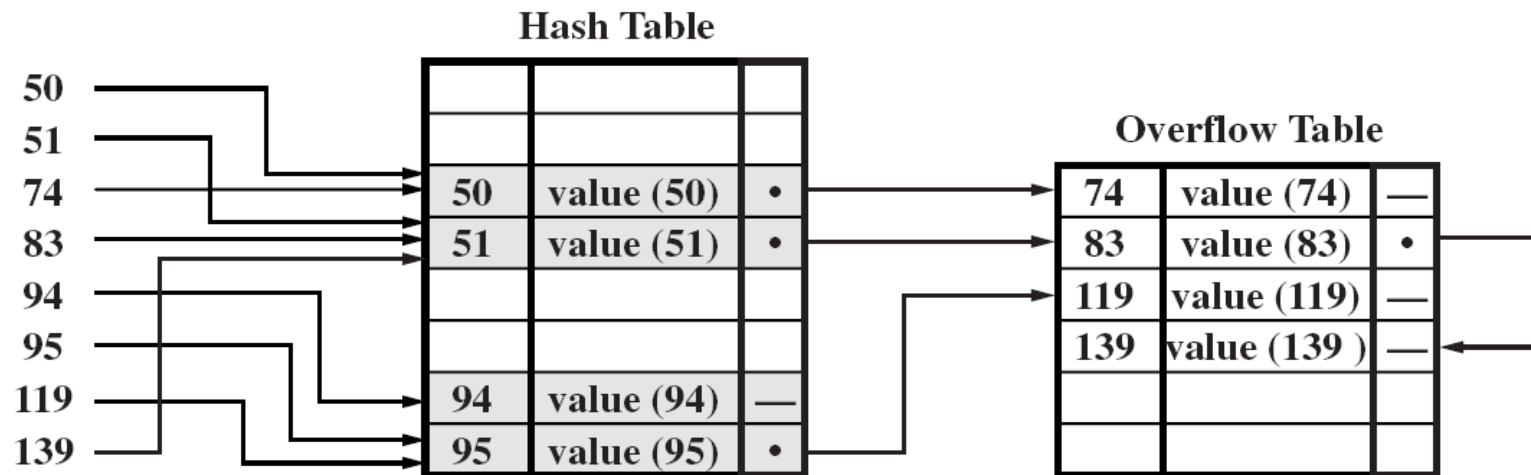 Hash Table
50
51
74
83
94
95
119
139
50 value (50) •
51 value (51) •
94 value (94) —
95 value (95) •
Overflow Table
74 value (74) —
83 value (83) •
119 value (119) —
139 value (139 ) —